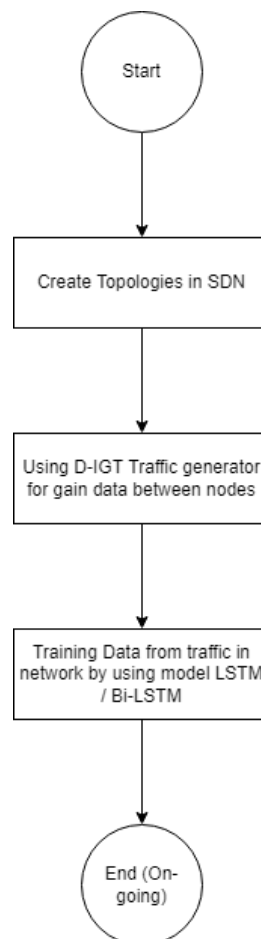 Start
Create Topologies in SDN
Using D-IGT Traffic generator
for gain data between nodes
Training Data from traffic in
network by using model LSTM
/ Bi-LSTM
End (On-
going)